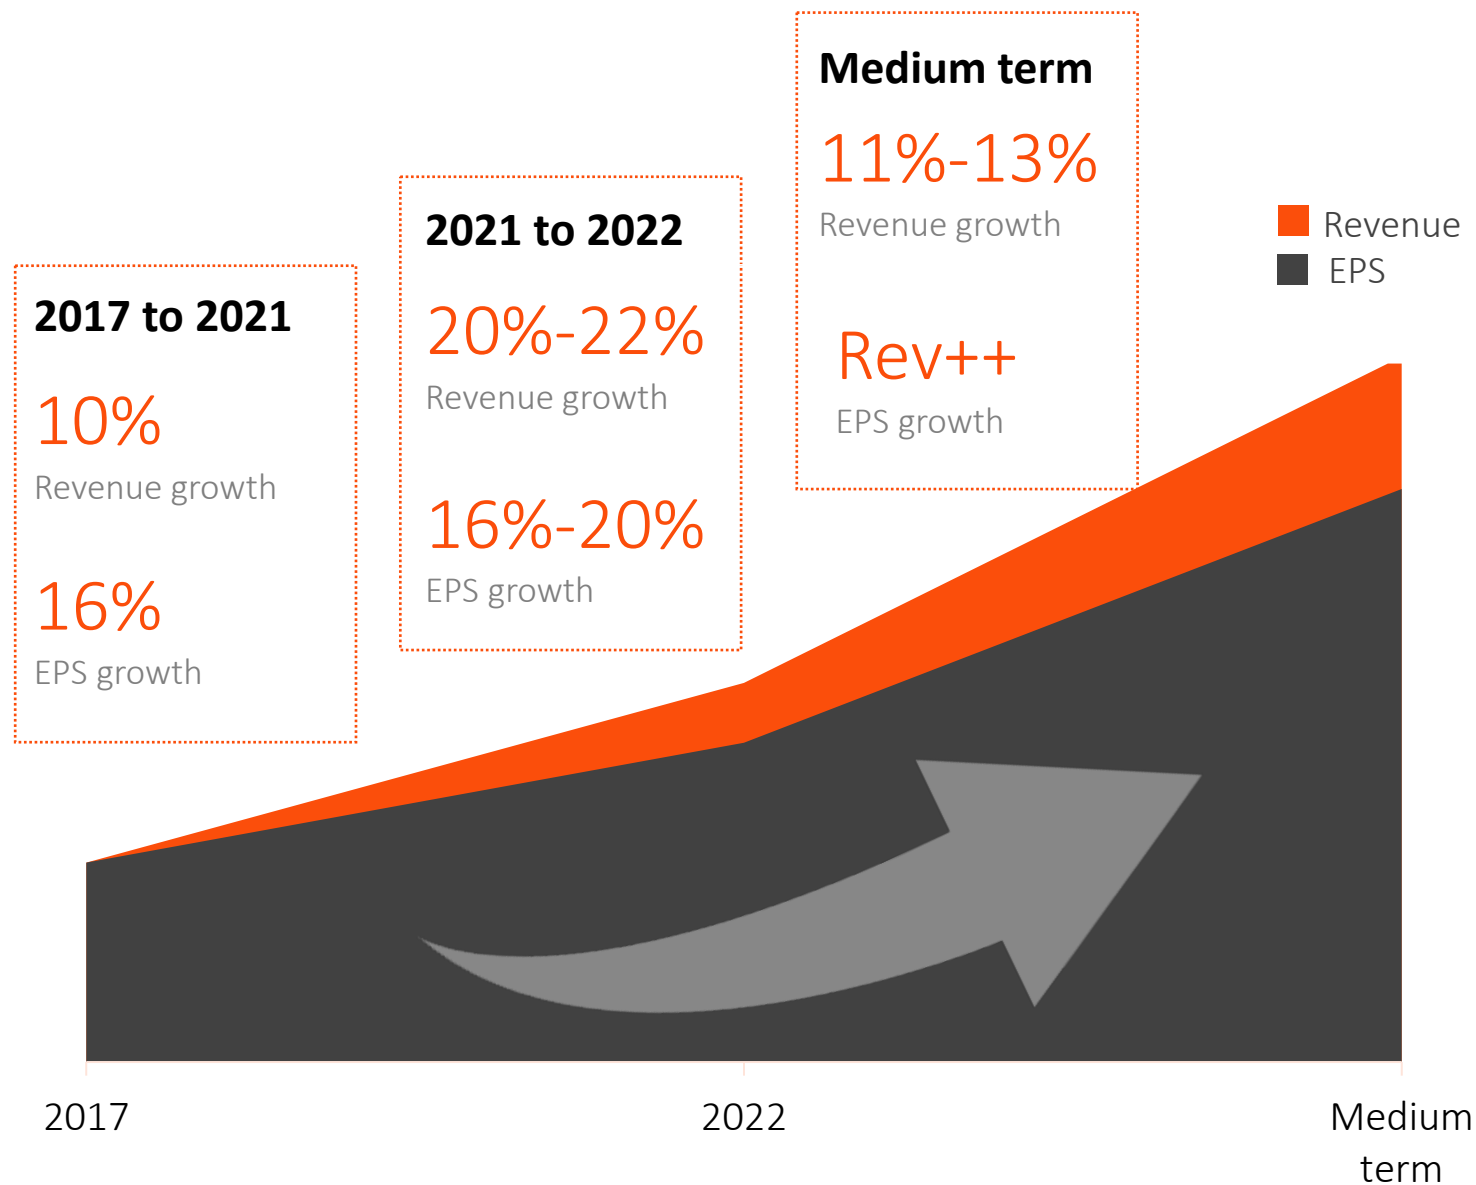 Medium term
11%-13%
Revenue growth
Rev++
EPS growth
2021 to 2022
20%-22%
Revenue growth
16%-20%
EPS growth
2017 to 2021
10%
Revenue growth
16%
EPS growth
Revenue
EPS
2017
2022
Medium
term